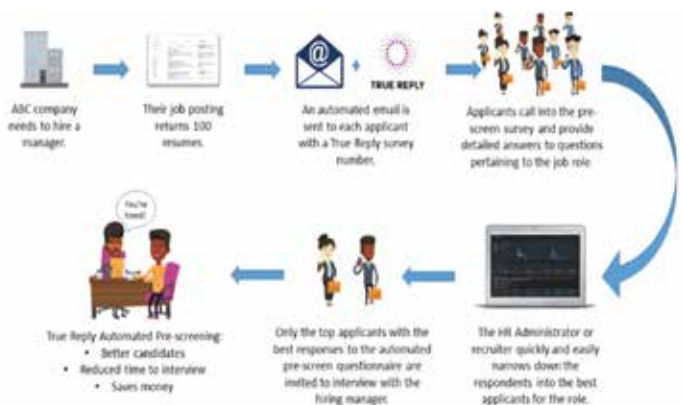 ABC company
needs to hire a
manager.
Their job posting
returns 100
resumes.
@
TRUE REPLY
An automated email is
sent to each applicant
with a True Reply survey
number.
Applicants call into the pre-
screen survey and provide
detailed answers to questions
pertaining to the job role.
The HR Administrator or
recruiter quickly and easily
narrows down the
respondents into the best
applicants for the role.
Only the top applicants with the
best responses to the automated
pre-screen questionnaire are
invited to interview with the
hiring manager.
You're
hired!
True Reply Automated Pre-screening:
• Better candidates
• Reduced time to interview
• Saves money